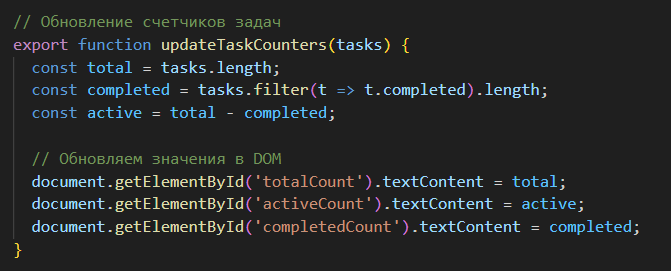 // Обновление счетчиков задач
export function updateTaskCounters(tasks) {
  const total = tasks.length;
  const completed = tasks.filter(t => t.completed).length;
  const active = total - completed;

  // Обновляем значения в DOM
  document.getElementById('totalCount').textContent = total;
  document.getElementById('activeCount').textContent = active;
  document.getElementById('completedCount').textContent = completed;
}